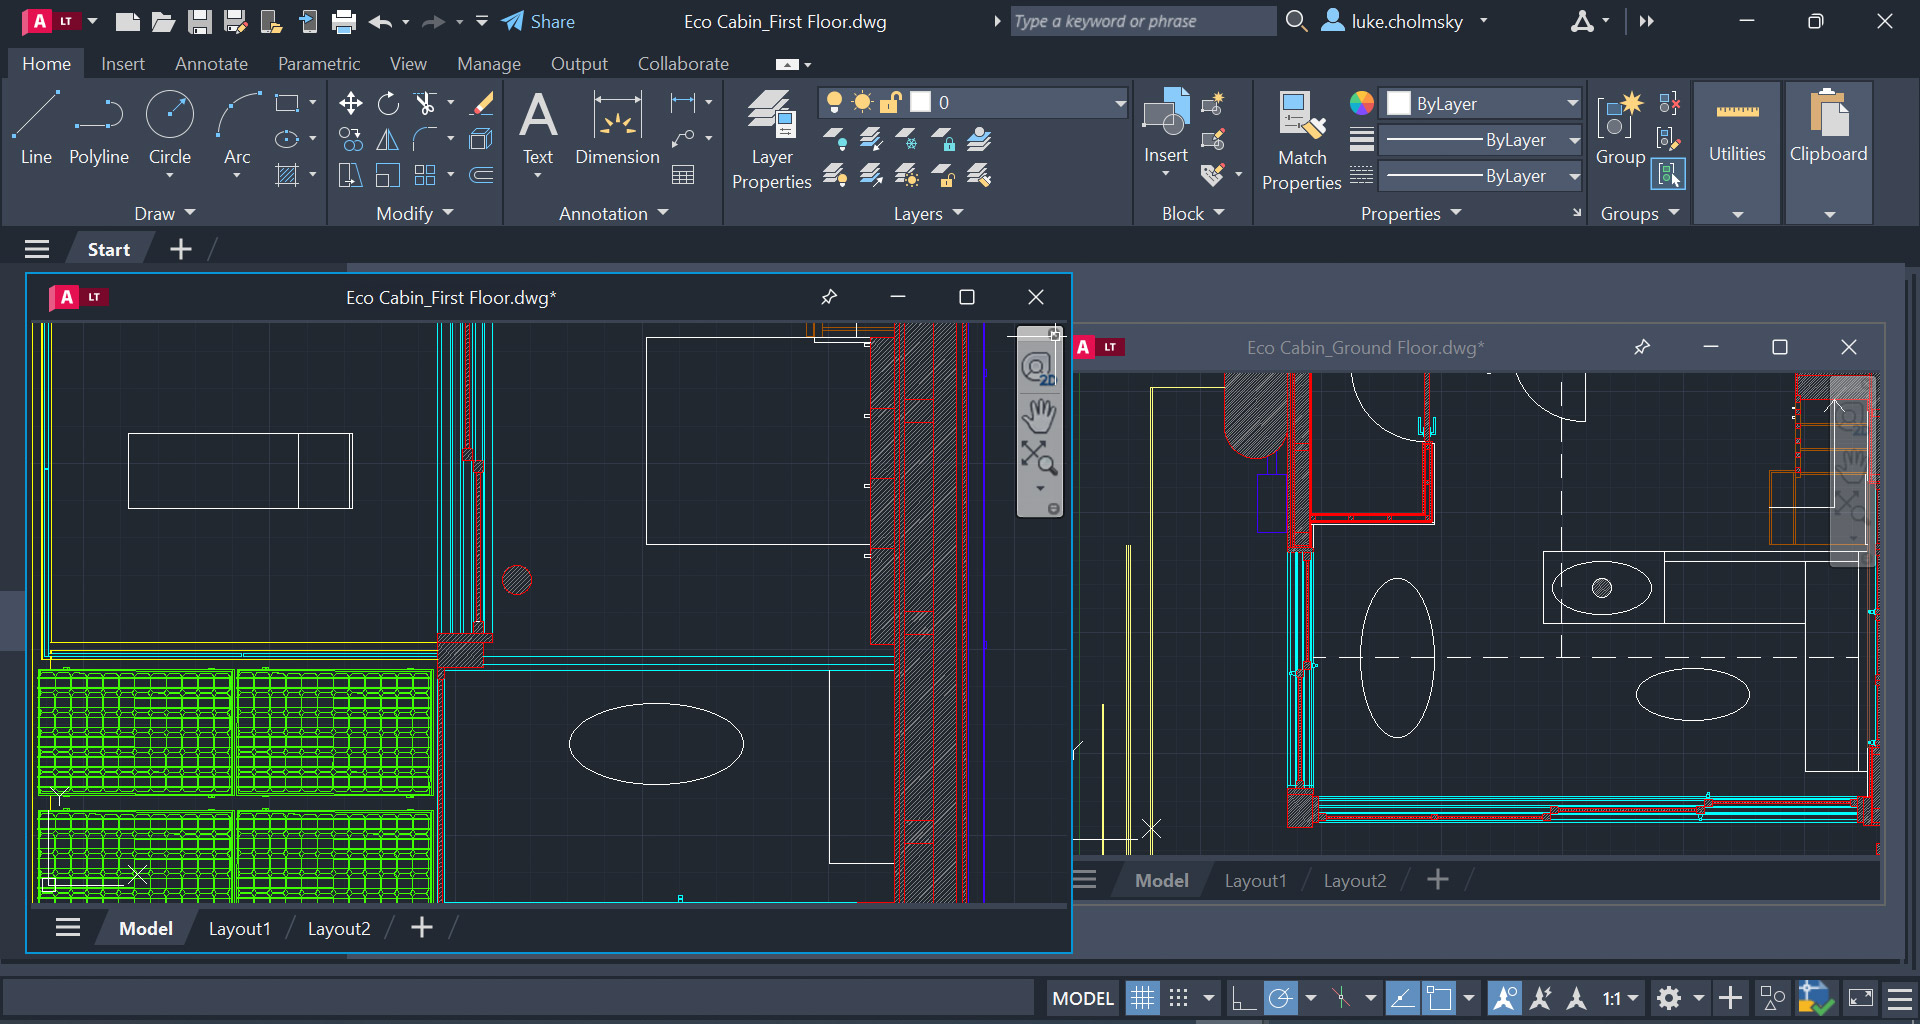 A LT
Share
Eco Cabin_First Floor.dwg
Type a keyword or phrase
luke.cholmsky
Home
Insert
Annotate
Parametric
View
Manage
Output
Collaborate
Line
Polyline
Circle
Arc
Draw
Modify
Text
Dimension
Annotation
Layer
Properties
0
Layers
Insert
Block
Match
Properties
ByLayer
ByLayer
ByLayer
Properties
Group
Groups
Utilities
Clipboard
Start
A LT
Eco Cabin_First Floor.dwg*
2D
Y
X
Model
Layout1
Layout2
A LT
Eco Cabin_Ground Floor.dwg*
2D
X
Model
Layout1
Layout2
MODEL
1:1